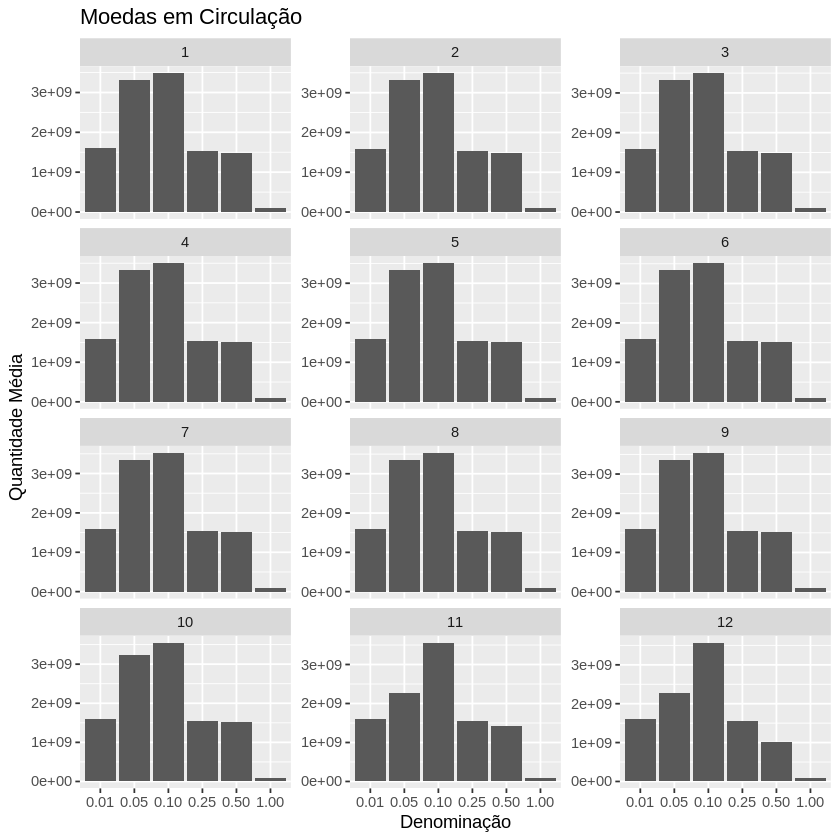 Moedas em Circulação
1 2 3
3e+09 3e+09 3e+09
2e+09 2e+09 2e+09
1e+09 1e+09 1e+09
0e+00 0e+00 0e+00
4 5 6
3e+09 3e+09 3e+09
2e+09 2e+09 2e+09
1e+09 1e+09 1e+09
0e+00 0e+00 0e+00
Quantidade Média
7 8 9
3e+09 3e+09 3e+09
2e+09 2e+09 2e+09
1e+09 1e+09 1e+09
0e+00 0e+00 0e+00
10 11 12
3e+09 3e+09 3e+09
2e+09 2e+09 2e+09
1e+09 1e+09 1e+09
0e+00 0e+00 0e+00
0.01 0.05 0.10 0.25 0.50 1.00 0.01 0.05 0.10 0.25 0.50 1.00 0.01 0.05 0.10 0.25 0.50 1.00
Denominação